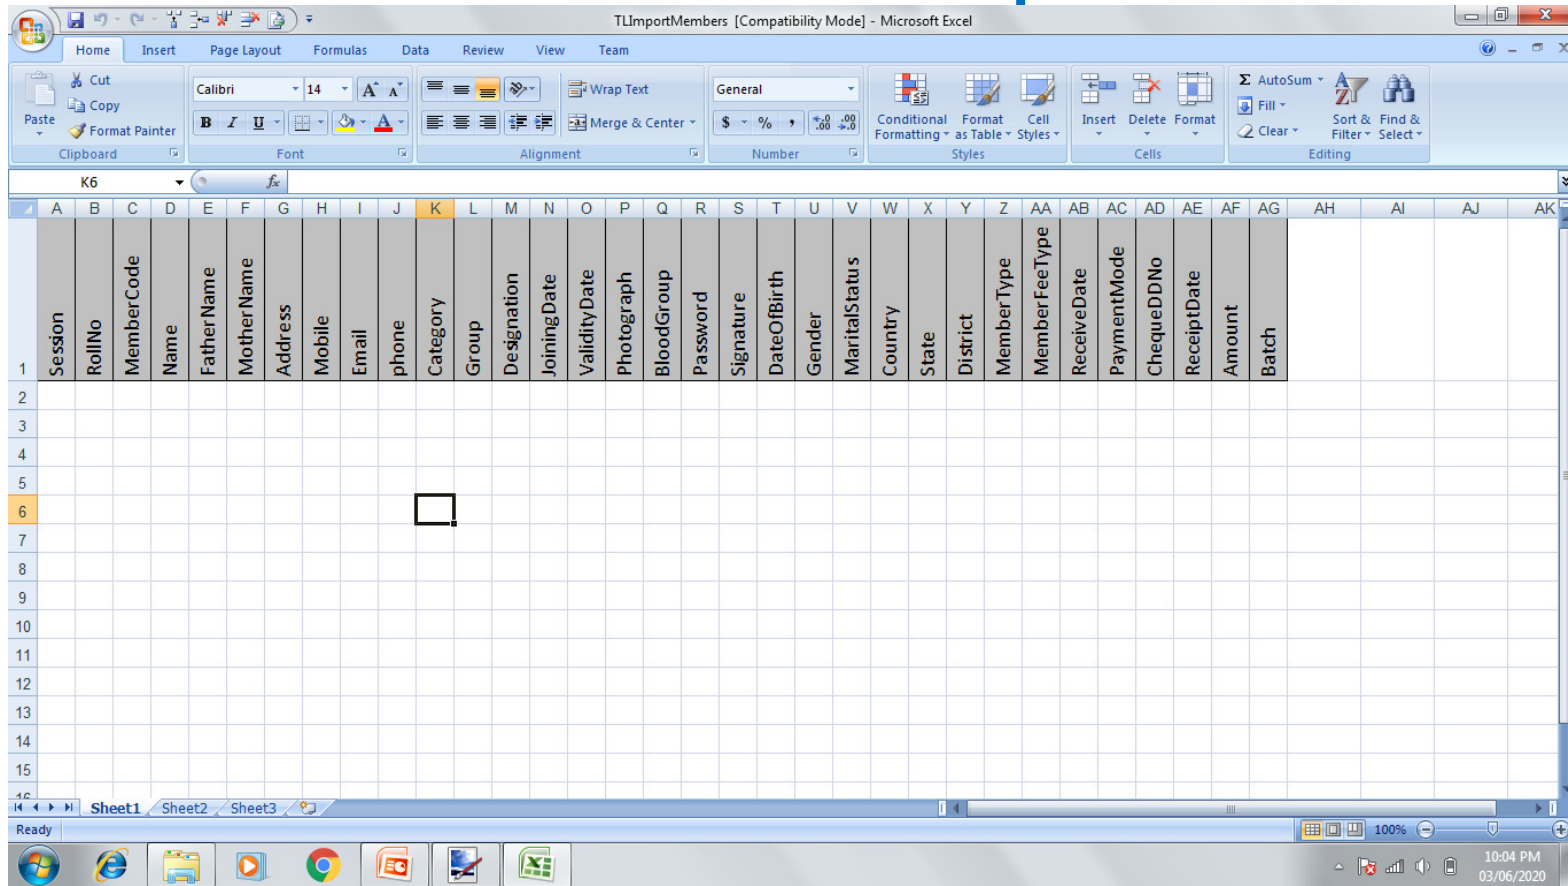 TLImportMembers [Compatibility Mode] - Microsoft Excel
Home Insert Page Layout Formulas Data Review View Team
Cut
Copy
Format Painter
Paste
Clipboard
Calibri 14
B I U
Font
Wrap Text
Merge & Center
Alignment
General
$ % , .0 .00 .00 .0
Number
Conditional Formatting
Format as Table
Cell Styles
Styles
Insert Delete Format
Cells
Σ AutoSum
Fill
Clear
Sort & Filter
Find & Select
Editing
K6 fx
A B C D E F G H I J K L M N O P Q R S T U V W X Y Z AA AB AC AD AE AF AG AH AI AJ AK
1 Session RollNo MemberCode Name FatherName MotherName Address Mobile Email phone Category Group Designation JoiningDate ValidityDate Photograph BloodGroup Password Signature DateOfBirth Gender MaritalStatus Country State District MemberType MemberFeeType ReceiveDate PaymentMode ChequeDDNo ReceiptDate Amount Batch
2
3
4
5
6
7
8
9
10
11
12
13
14
15
16
Sheet1 Sheet2 Sheet3
Ready 100%
10:04 PM
03/06/2020